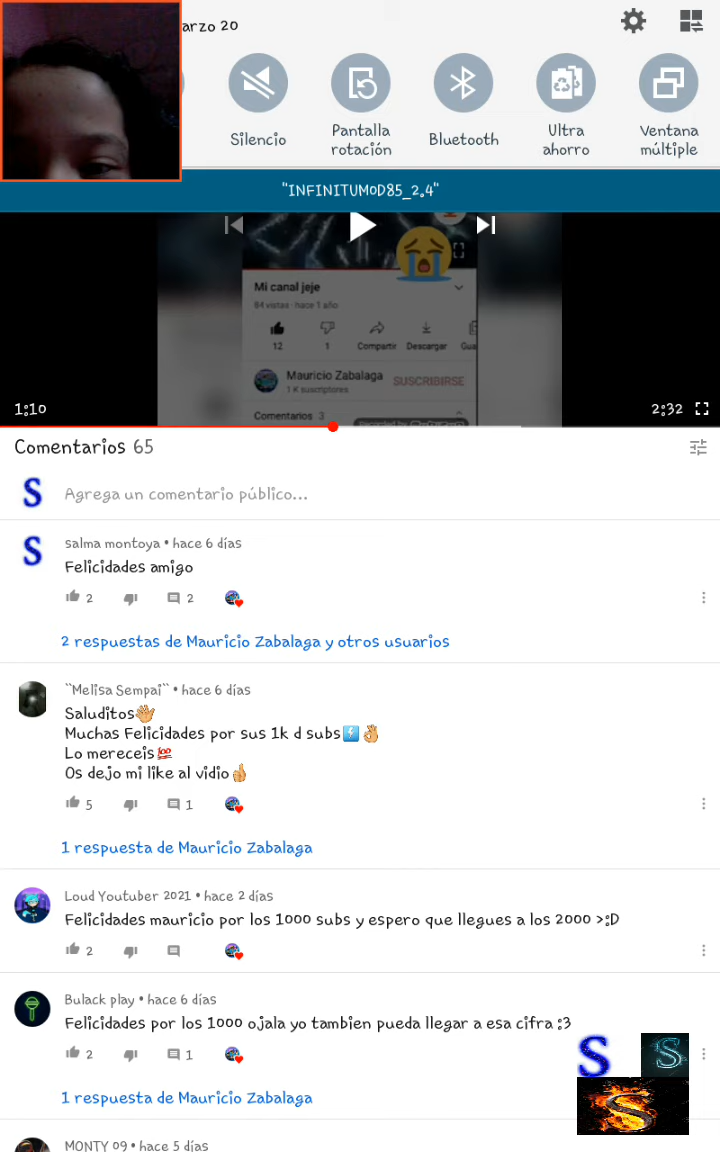 arzo 20
Silencio
Pantalla rotación
Bluetooth
Ultra ahorro
Ventana múltiple
"INFINITUM0D85_2.4"
Mi canal jeje
84 vistas · hace 1 año
12
1
Compartir
Descargar
Gua
Mauricio Zabalaga
1 K suscriptores
SUSCRIBIRSE
Comentarios 3
1:10
2:32
Comentarios 65
S
Agrega un comentario público...
S
salma montoya • hace 6 días
Felicidades amigo
2
2
2 respuestas de Mauricio Zabalaga y otros usuarios
``Melisa Sempai`` • hace 6 días
Saluditos👋
Muchas Felicidades por sus 1k d subs⚡👌
Lo mereceis💯
Os dejo mi like al vidio☝
5
1
1 respuesta de Mauricio Zabalaga
Loud Youtuber 2021 • hace 2 días
Felicidades mauricio por los 1000 subs y espero que llegues a los 2000 >:D
2
Bulack play • hace 6 días
Felicidades por los 1000 ojala yo tambien pueda llegar a esa cifra :3
2
1
S
S
S
1 respuesta de Mauricio Zabalaga
MONTY 09 • hace 5 días